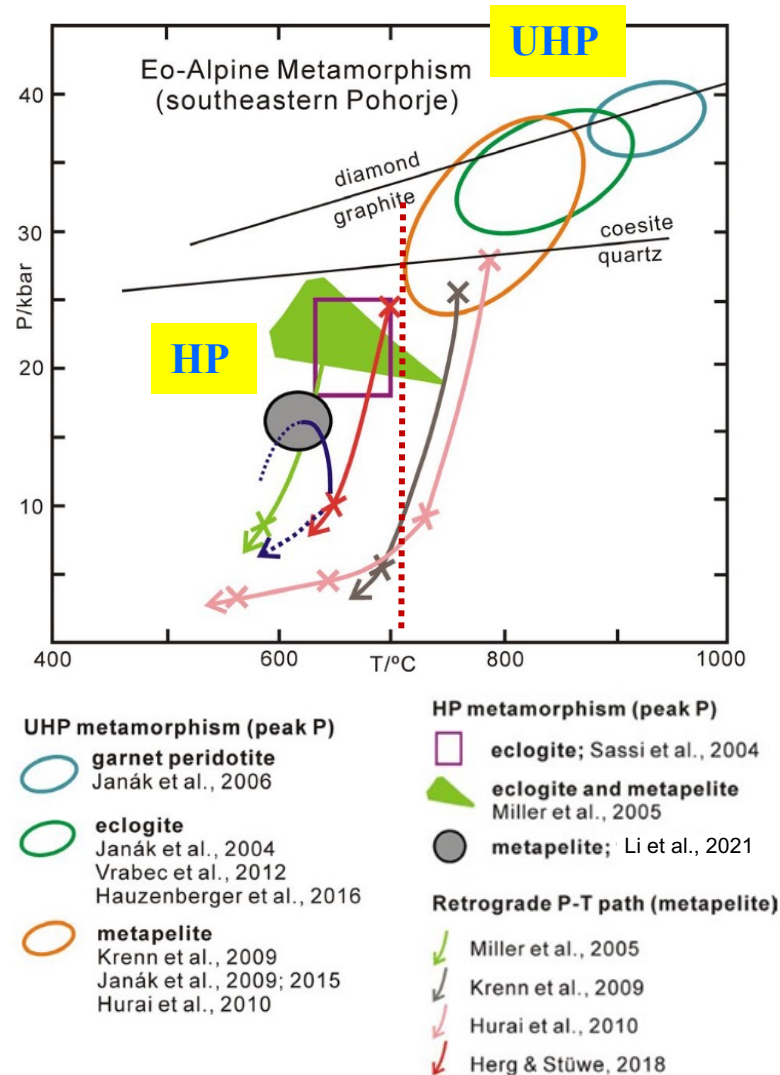 UHP
Eo-Alpine Metamorphism
(southeastern Pohorje)
40
diamond
graphite
30
coesite
quartz
P/kbar
HP
20
10
400
600
T/ºC
800
1000
UHP metamorphism (peak P)
garnet peridotite
Janák et al., 2006
eclogite
Janák et al., 2004
Vrabec et al., 2012
Hauzenberger et al., 2016
metapelite
Krenn et al., 2009
Janák et al., 2009; 2015
Hurai et al., 2010
HP metamorphism (peak P)
eclogite; Sassi et al., 2004
eclogite and metapelite
Miller et al., 2005
metapelite; Li et al., 2021
Retrograde P-T path (metapelite)
Miller et al., 2005
Krenn et al., 2009
Hurai et al., 2010
Herg & Stüwe, 2018